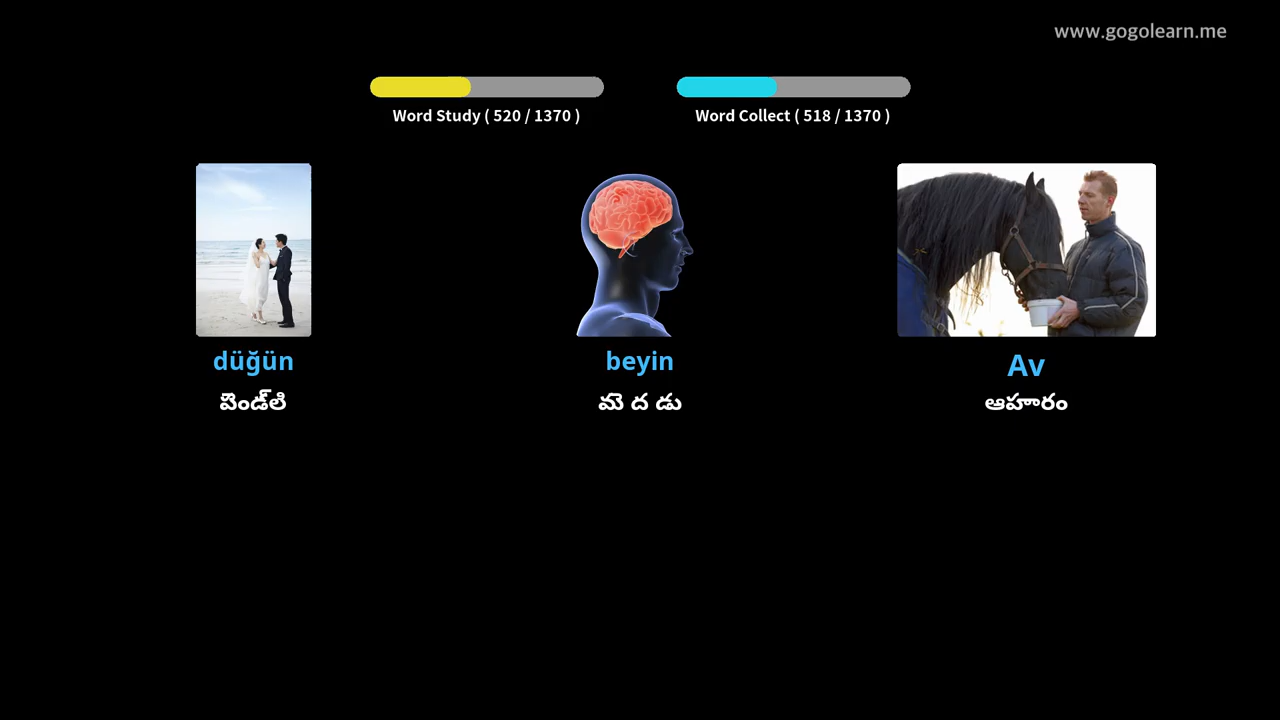 www.gogolearn.me
Word Study ( 520 / 1370 )
Word Collect ( 518 / 1370 )
düğün
beyin
Av
పెండ్‌లి
మె ద డు
ఆహారం